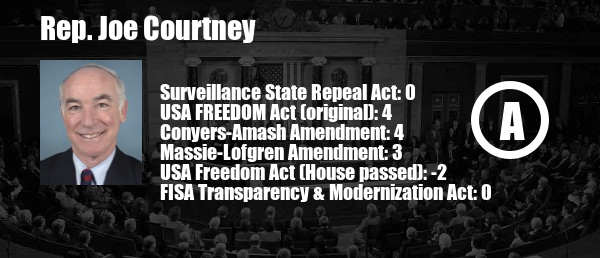 Rep. Joe Courtney
Surveillance State Repeal Act: 0
USA FREEDOM Act (original): 4
Conyers-Amash Amendment: 4
Massie-Lofgren Amendment: 3
USA Freedom Act (House passed): -2
FISA Transparency & Modernization Act: 0
A